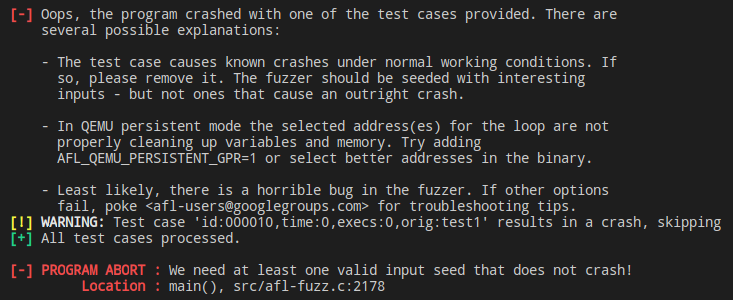 [-] Oops, the program crashed with one of the test cases provided. There are
several possible explanations:
- The test case causes known crashes under normal working conditions. If
so, please remove it. The fuzzer should be seeded with interesting
inputs - but not ones that cause an outright crash.
- In QEMU persistent mode the selected address(es) for the loop are not
properly cleaning up variables and memory. Try adding
AFL_QEMU_PERSISTENT_GPR=1 or select better addresses in the binary.
- Least likely, there is a horrible bug in the fuzzer. If other options
fail, poke <afl-users@googlegroups.com> for troubleshooting tips.
[!] WARNING: Test case 'id:000010,time:0,execs:0,orig:test1' results in a crash, skipping
[+] All test cases processed.
[-] PROGRAM ABORT : We need at least one valid input seed that does not crash!
Location : main(), src/afl-fuzz.c:2178